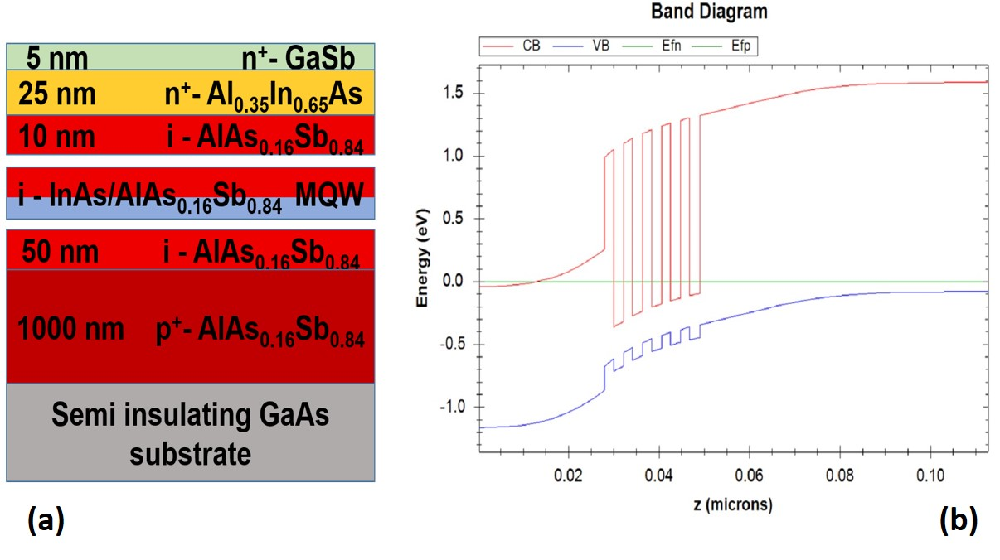 5 nm n⁺- GaSb
25 nm n⁺- Al₀.₃₅In₀.₆₅As
10 nm i - AlAs₀.₁₆Sb₀.₈₄
i - InAs/AlAs₀.₁₆Sb₀.₈₄ MQW
50 nm i - AlAs₀.₁₆Sb₀.₈₄
1000 nm p⁺- AlAs₀.₁₆Sb₀.₈₄
Semi insulating GaAs
substrate
(a)
Band Diagram
CB VB Efn Efp
1.5
1.0
0.5
0.0
-0.5
-1.0
Energy (eV)
0.02 0.04 0.06 0.08 0.10
z (microns)
(b)